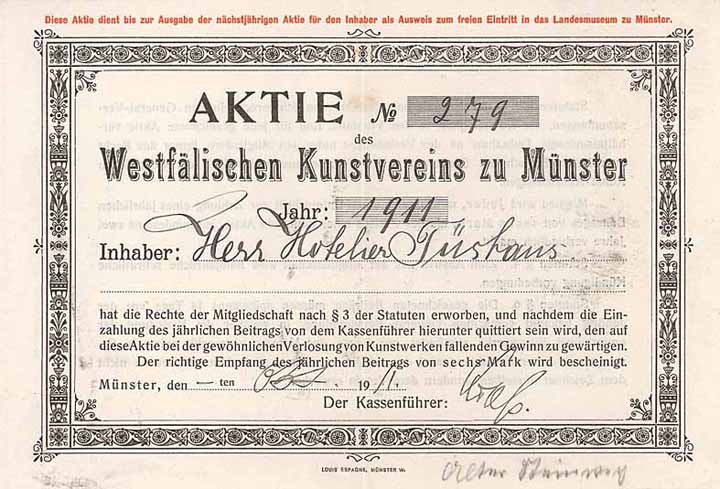 Diese Aktie dient bis zur Ausgabe der nächstjährigen Aktie für den Inhaber als Ausweis zum freien Eintritt in das Landesmuseum zu Münster.
AKTIE № 279
des
Westfälischen Kunstvereins zu Münster
Jahr: 1911
Inhaber: Herr Hotelier Tüshaus
hat die Rechte der Mitgliedschaft nach § 3 der Statuten erworben, und nachdem die Ein-
zahlung des jährlichen Beitrags von dem Kassenführer hierunter quittiert sein wird, den auf
diese Aktie bei der gewöhnlichen Verlosung von Kunstwerken fallenden Gewinn zu gewärtigen.
Der richtige Empfang des jährlichen Beitrags von sechs Mark wird bescheinigt.
Münster, den — ten Okt 1911.
Der Kassenführer:
LOUIS ESPAGNE, MÜNSTER W.
Alter Steinweg